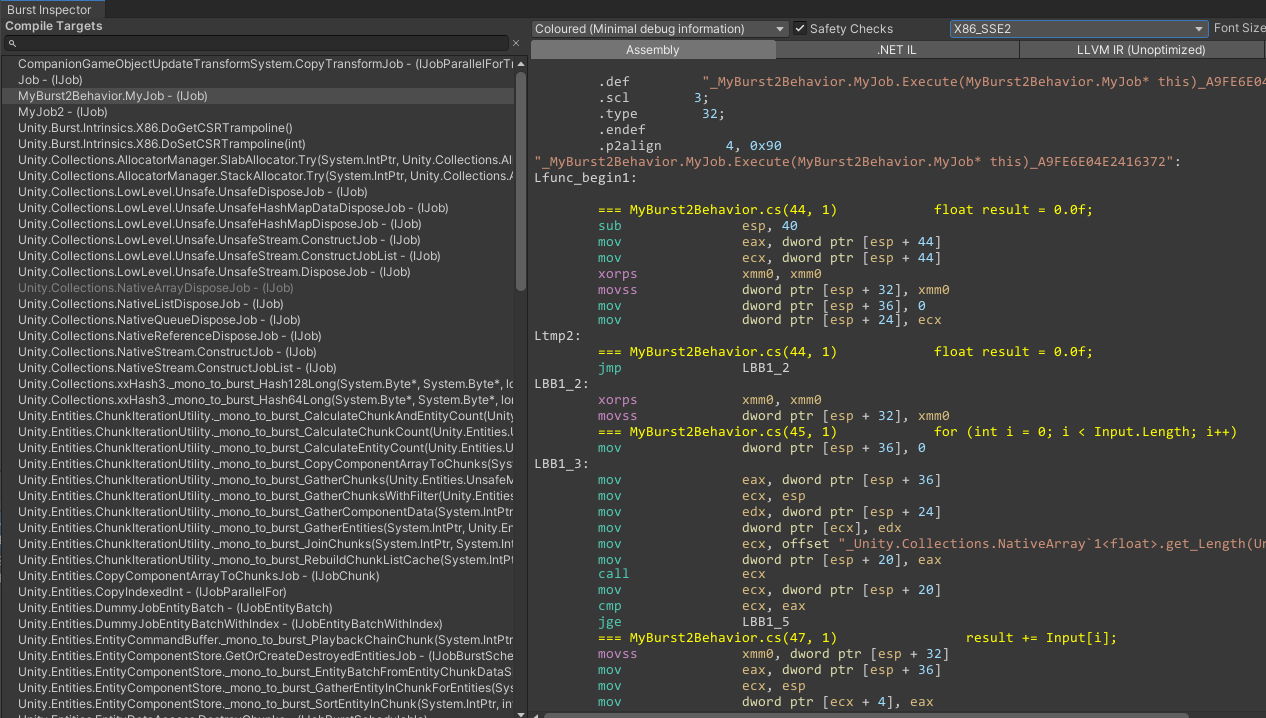 Burst Inspector
Compile Targets
Coloured (Minimal debug information)
Safety Checks
X86_SSE2
Font Size
Assembly
.NET IL
LLVM IR (Unoptimized)
CompanionGameObjectUpdateTransformSystem.CopyTransformJob - (IJobParallelForTr
Job - (IJob)
MyBurst2Behavior.MyJob - (IJob)
MyJob2 - (IJob)
Unity.Burst.Intrinsics.X86.DoGetCSRTrampoline()
Unity.Burst.Intrinsics.X86.DoSetCSRTrampoline(int)
Unity.Collections.AllocatorManager.SlabAllocator.Try(System.IntPtr, Unity.Collections.Al
Unity.Collections.AllocatorManager.StackAllocator.Try(System.IntPtr, Unity.Collections.A
Unity.Collections.LowLevel.Unsafe.UnsafeDisposeJob - (IJob)
Unity.Collections.LowLevel.Unsafe.UnsafeHashMapDataDisposeJob - (IJob)
Unity.Collections.LowLevel.Unsafe.UnsafeHashMapDisposeJob - (IJob)
Unity.Collections.LowLevel.Unsafe.UnsafeStream.ConstructJob - (IJob)
Unity.Collections.LowLevel.Unsafe.UnsafeStream.ConstructJobList - (IJob)
Unity.Collections.LowLevel.Unsafe.UnsafeStream.DisposeJob - (IJob)
Unity.Collections.NativeArrayDisposeJob - (IJob)
Unity.Collections.NativeListDisposeJob - (IJob)
Unity.Collections.NativeQueueDisposeJob - (IJob)
Unity.Collections.NativeReferenceDisposeJob - (IJob)
Unity.Collections.NativeStream.ConstructJob - (IJob)
Unity.Collections.NativeStream.ConstructJobList - (IJob)
Unity.Collections.xxHash3._mono_to_burst_Hash128Long(System.Byte*, System.Byte*, lo
Unity.Collections.xxHash3._mono_to_burst_Hash64Long(System.Byte*, System.Byte*, lon
Unity.Entities.ChunkIterationUtility._mono_to_burst_CalculateChunkAndEntityCount(Unity
Unity.Entities.ChunkIterationUtility._mono_to_burst_CalculateChunkCount(Unity.Entities.U
Unity.Entities.ChunkIterationUtility._mono_to_burst_CalculateEntityCount(Unity.Entities.U
Unity.Entities.ChunkIterationUtility._mono_to_burst_CopyComponentArrayToChunks(Syst
Unity.Entities.ChunkIterationUtility._mono_to_burst_GatherChunks(Unity.Entities.UnsafeM
Unity.Entities.ChunkIterationUtility._mono_to_burst_GatherChunksWithFilter(Unity.Entities
Unity.Entities.ChunkIterationUtility._mono_to_burst_GatherComponentData(System.IntPt
Unity.Entities.ChunkIterationUtility._mono_to_burst_GatherEntities(System.IntPtr, Unity.En
Unity.Entities.ChunkIterationUtility._mono_to_burst_JoinChunks(System.IntPtr, System.Int
Unity.Entities.ChunkIterationUtility._mono_to_burst_RebuildChunkListCache(System.IntPt
Unity.Entities.CopyComponentArrayToChunksJob - (IJobChunk)
Unity.Entities.CopyIndexedInt - (IJobParallelFor)
Unity.Entities.DummyJobEntityBatch - (IJobEntityBatch)
Unity.Entities.DummyJobEntityBatchWithIndex - (IJobEntityBatchWithIndex)
Unity.Entities.EntityCommandBuffer._mono_to_burst_PlaybackChainChunk(System.IntPtr
Unity.Entities.EntityComponentStore.GetOrCreateDestroyedEntitiesJob - (IJobBurstSche
Unity.Entities.EntityComponentStore._mono_to_burst_EntityBatchFromEntityChunkDataS
Unity.Entities.EntityComponentStore._mono_to_burst_GatherEntityInChunkForEntities(Sys
Unity.Entities.EntityComponentStore._mono_to_burst_SortEntityInChunk(System.IntPtr, int
.def "_MyBurst2Behavior.MyJob.Execute(MyBurst2Behavior.MyJob* this)_A9FE6E04
.scl 3;
.type 32;
.endef
.p2align 4, 0x90
"_MyBurst2Behavior.MyJob.Execute(MyBurst2Behavior.MyJob* this)_A9FE6E04E2416372":
Lfunc_begin1:
=== MyBurst2Behavior.cs(44, 1) float result = 0.0f;
sub esp, 40
mov eax, dword ptr [esp + 44]
mov ecx, dword ptr [esp + 44]
xorps xmm0, xmm0
movss dword ptr [esp + 32], xmm0
mov dword ptr [esp + 36], 0
mov dword ptr [esp + 24], ecx
Ltmp2:
=== MyBurst2Behavior.cs(44, 1) float result = 0.0f;
jmp LBB1_2
LBB1_2:
xorps xmm0, xmm0
movss dword ptr [esp + 32], xmm0
=== MyBurst2Behavior.cs(45, 1) for (int i = 0; i < Input.Length; i++)
mov dword ptr [esp + 36], 0
LBB1_3:
mov eax, dword ptr [esp + 36]
mov ecx, esp
mov edx, dword ptr [esp + 24]
mov dword ptr [ecx], edx
mov ecx, offset "_Unity.Collections.NativeArray`1<float>.get_Length(Un
mov dword ptr [esp + 20], eax
call ecx
mov ecx, dword ptr [esp + 20]
cmp ecx, eax
jge LBB1_5
=== MyBurst2Behavior.cs(47, 1) result += Input[i];
movss xmm0, dword ptr [esp + 32]
mov eax, dword ptr [esp + 36]
mov ecx, esp
mov dword ptr [ecx + 4], eax